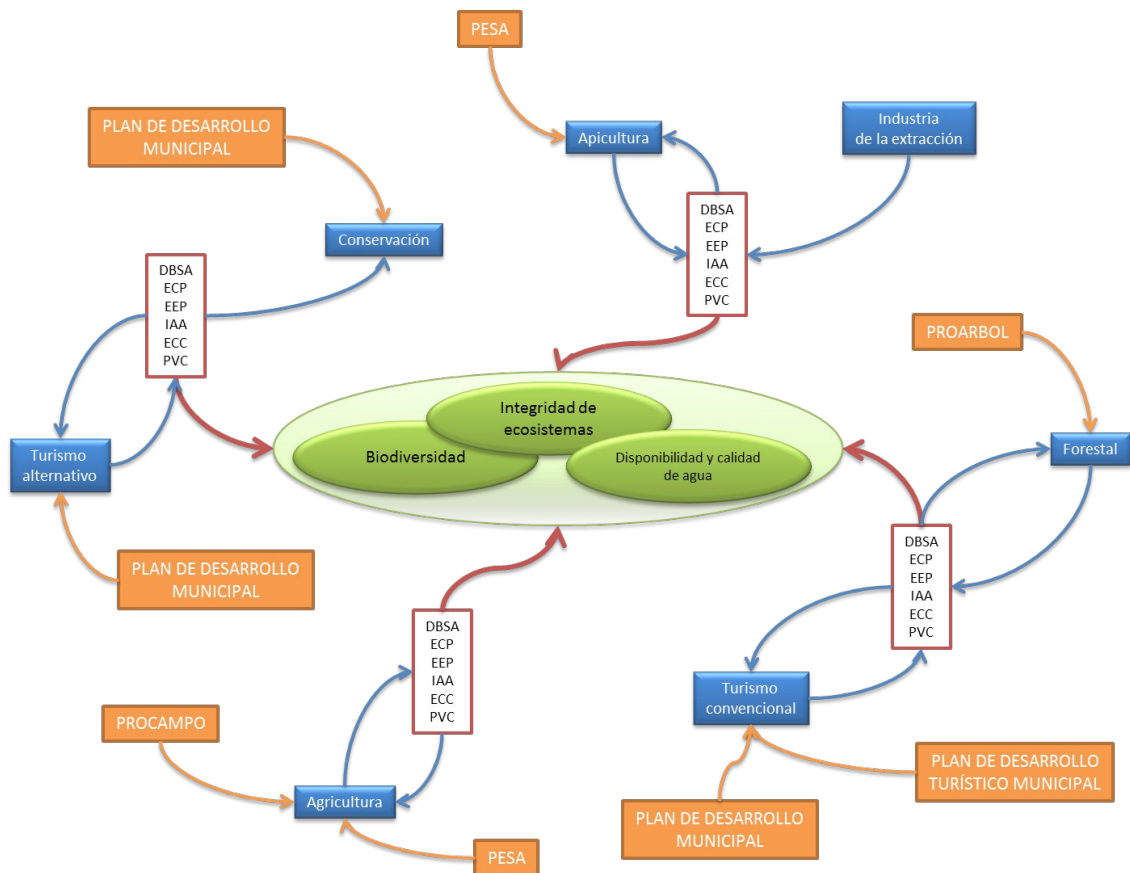 PESA
PLAN DE DESARROLLO
MUNICIPAL
Apicultura
Industria
de la extracción
Conservación
DBSA
ECP
EEP
IAA
ECC
PVC
DBSA
ECP
EEP
IAA
ECC
PVC
PROARBOL
Integridad de
ecosistemas
Biodiversidad
Disponibilidad y calidad
de agua
Turismo
alternativo
Forestal
PLAN DE DESARROLLO
MUNICIPAL
DBSA
ECP
EEP
IAA
ECC
PVC
DBSA
ECP
EEP
IAA
ECC
PVC
Turismo
convencional
PROCAMPO
Agricultura
PLAN DE DESARROLLO
TURÍSTICO MUNICIPAL
PLAN DE DESARROLLO
MUNICIPAL
PESA